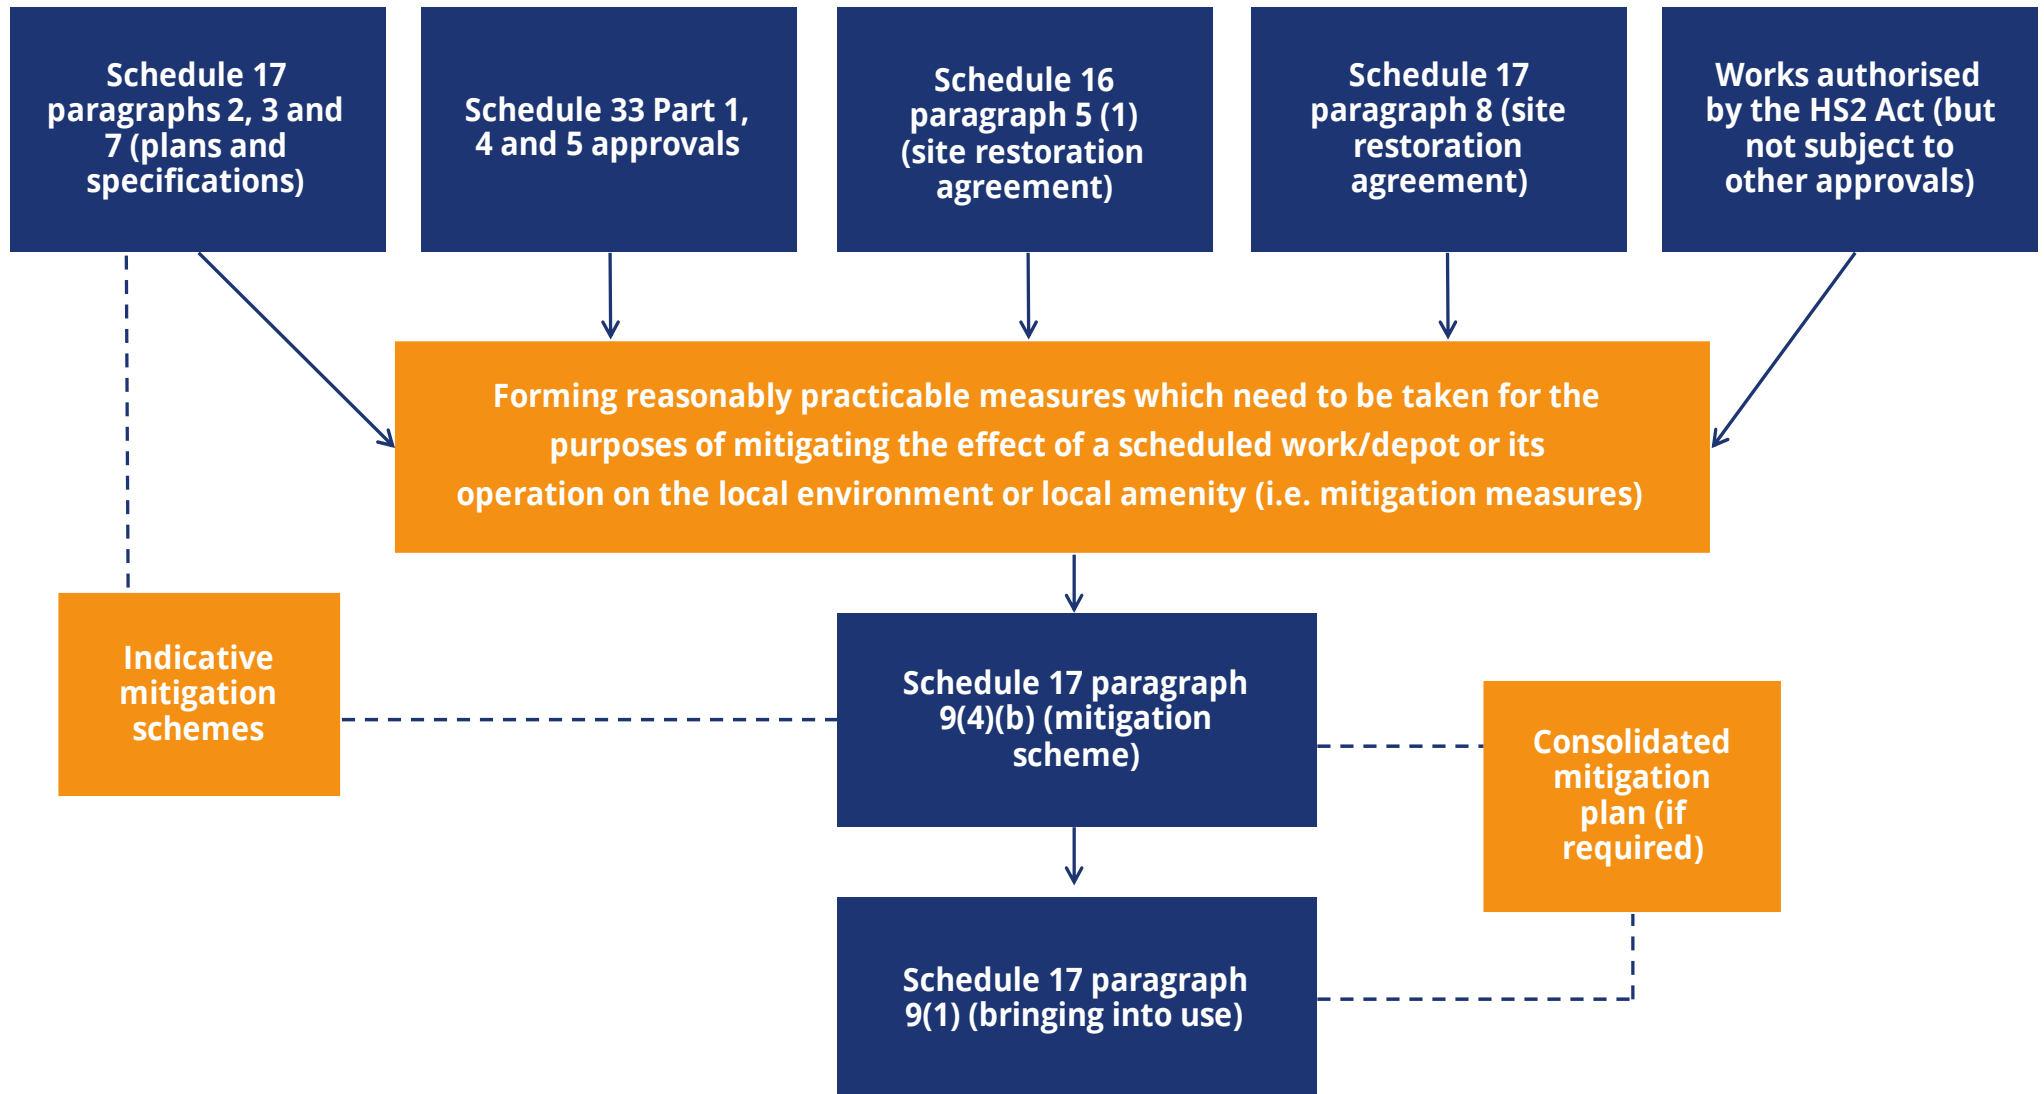 Schedule 17
paragraphs 2, 3 and
7 (plans and
specifications)
Schedule 33 Part 1,
4 and 5 approvals
Schedule 16
paragraph 5 (1)
(site restoration
agreement)
Schedule 17
paragraph 8 (site
restoration
agreement)
Works authorised
by the HS2 Act (but
not subject to
other approvals)
Forming reasonably practicable measures which need to be taken for the
purposes of mitigating the effect of a scheduled work/depot or its
operation on the local environment or local amenity (i.e. mitigation measures)
Indicative
mitigation
schemes
Schedule 17 paragraph
9(4)(b) (mitigation
scheme)
Consolidated
mitigation
plan (if
required)
Schedule 17 paragraph
9(1) (bringing into use)